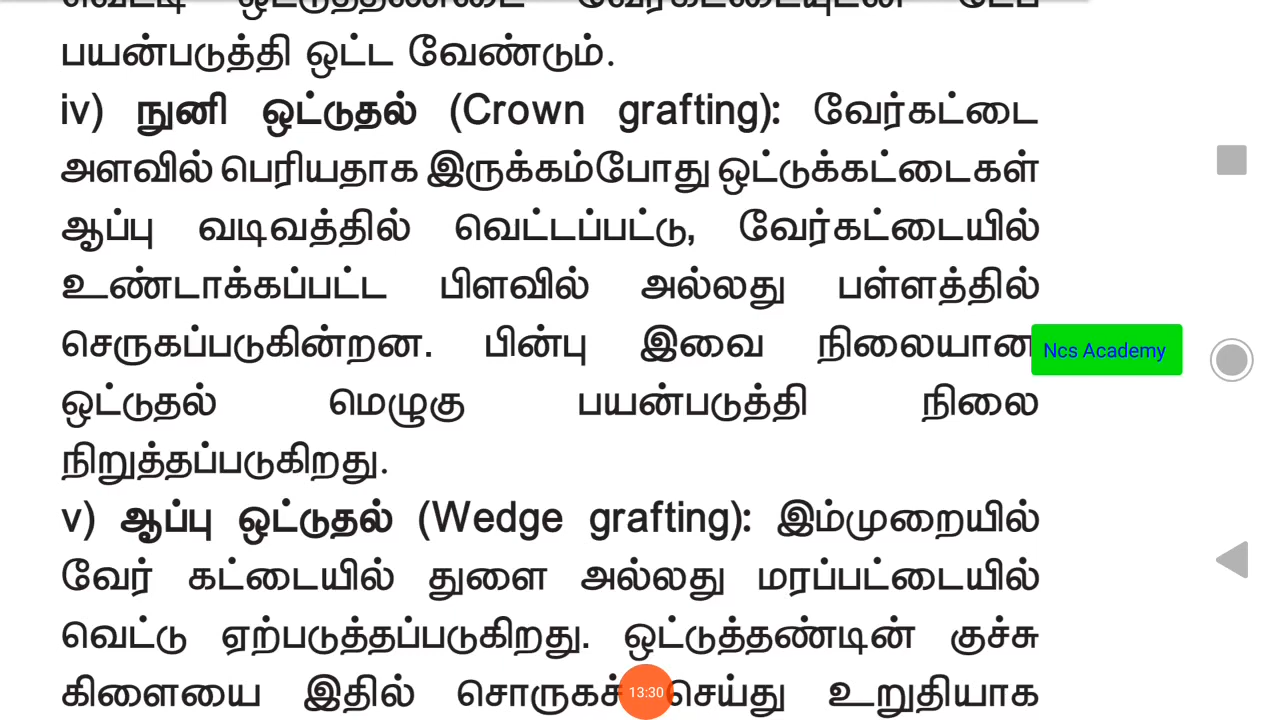 பயன்படுத்தி ஒட்ட வேண்டும்.
iv) நுனி ஒட்டுதல் (Crown grafting): வேர்கட்டை
அளவில் பெரியதாக இருக்கம்போது ஒட்டுக்கட்டைகள்
ஆப்பு வடிவத்தில் வெட்டப்பட்டு, வேர்கட்டையில்
உண்டாக்கப்பட்ட பிளவில் அல்லது பள்ளத்தில்
செருகப்படுகின்றன. பின்பு இவை நிலையான
Ncs Academy
ஒட்டுதல் மெழுகு பயன்படுத்தி நிலை
நிறுத்தப்படுகிறது.
v) ஆப்பு ஒட்டுதல் (Wedge grafting): இம்முறையில்
வேர் கட்டையில் துளை அல்லது மரப்பட்டையில்
வெட்டு ஏற்படுத்தப்படுகிறது. ஒட்டுத்தண்டின் குச்சு
கிளையை இதில் சொருகச் செய்து உறுதியாக
13:30